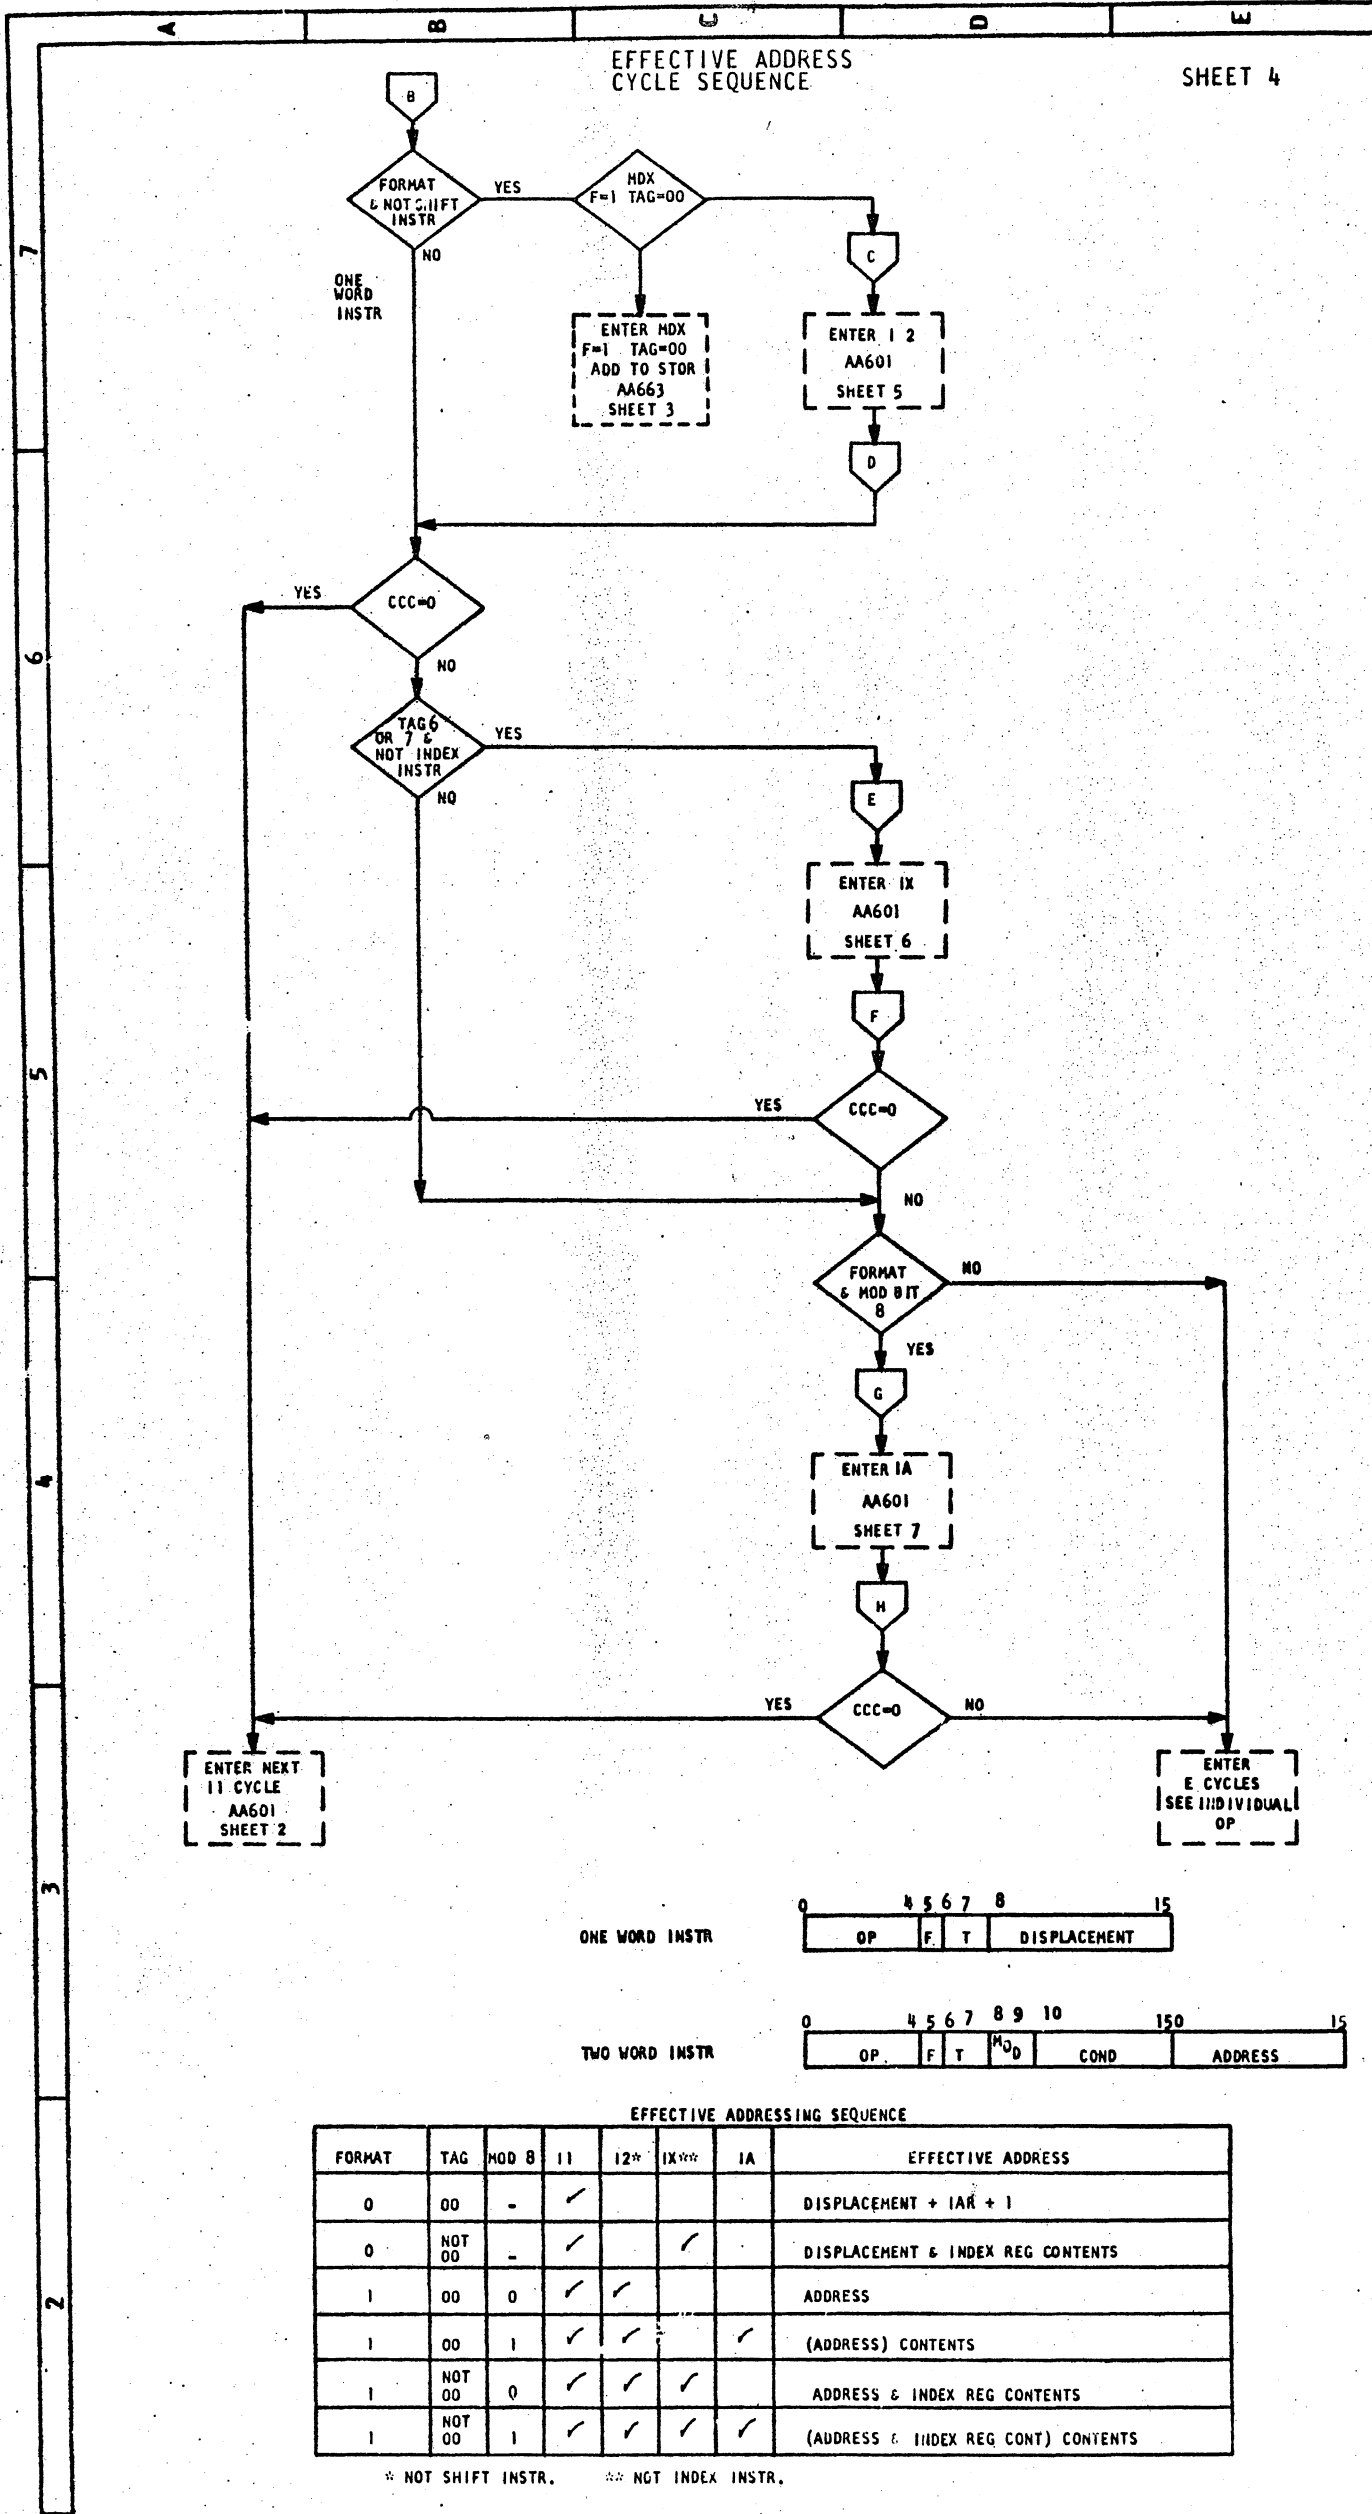 A
B
C
D
E
EFFECTIVE ADDRESS
CYCLE SEQUENCE
SHEET 4
B
FORMAT
& NOT SHIFT
INSTR
YES
NO
MDX
F=1 TAG=00
C
7
ONE
WORD
INSTR
ENTER MDX
F=1 TAG=00
ADD TO STOR
AA663
SHEET 3
ENTER I 2
AA601
SHEET 5
D
CCC=0
YES
NO
6
TAG 6
OR 7 &
NOT INDEX
INSTR
YES
NO
E
ENTER IX
AA601
SHEET 6
F
5
CCC=0
YES
NO
FORMAT
& MOD BIT
8
NO
YES
G
4
ENTER IA
AA601
SHEET 7
H
CCC=0
YES
NO
ENTER NEXT
I1 CYCLE
AA601
SHEET 2
ENTER
E CYCLES
SEE INDIVIDUAL
OP
3
0 4 5 6 7 8 15
ONE WORD INSTR OP F T DISPLACEMENT
0 4 5 6 7 8 9 10 150 15
TWO WORD INSTR OP F T MOD COND ADDRESS
EFFECTIVE ADDRESSING SEQUENCE
FORMAT TAG MOD 8 I1 I2* IX** IA EFFECTIVE ADDRESS
0 00 - ✓ DISPLACEMENT + IAR + 1
0 NOT 00 - ✓ ✓ DISPLACEMENT & INDEX REG CONTENTS
1 00 0 ✓ ✓ ADDRESS
1 00 1 ✓ ✓ ✓ (ADDRESS) CONTENTS
1 NOT 00 0 ✓ ✓ ✓ ADDRESS & INDEX REG CONTENTS
1 NOT 00 1 ✓ ✓ ✓ ✓ (ADDRESS & INDEX REG CONT) CONTENTS
2
* NOT SHIFT INSTR. ** NOT INDEX INSTR.